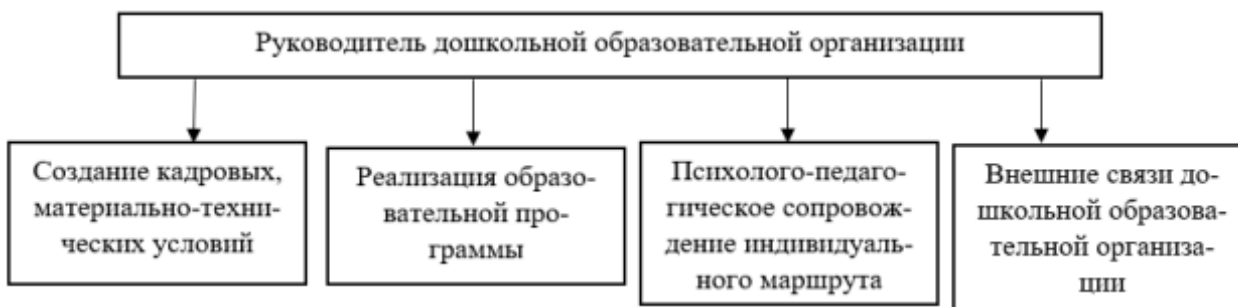 Руководитель дошкольной образовательной организации
Создание кадровых,
материально-техни-
ческих условий
Реализация образо-
вательной про-
граммы
Психолого-педаго-
гическое сопровож-
дение индивидуаль-
ного маршрута
Внешние связи до-
школьной образова-
тельной организа-
ции